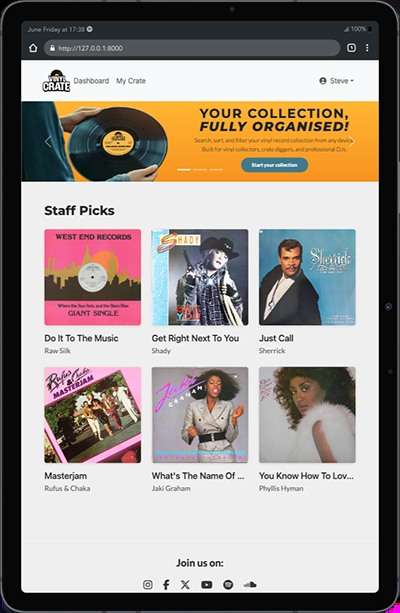 June Friday at 17:38
100%
http://127.0.0.1:8000
1
VINYL
CRATE
Dashboard
My Crate
Steve
YOUR COLLECTION,
FULLY ORGANISED!
Search, sort, and filter your vinyl record collection from any device.
Built for vinyl collectors, crate diggers, and professional DJs.
Start your collection
Staff Picks
WEST END RECORDS
Where the Sun Sets and the Stars Rise
GIANT SINGLE
SHADY
Sherrick
Do It To The Music
Get Right Next To You
Just Call
Raw Silk
Shady
Sherrick
Rufus &
MASTERJAM
Jaki
GRAHAM
Masterjam
What's The Name Of ...
You Know How To Lov...
Rufus & Chaka
Jaki Graham
Phyllis Hyman
Join us on: